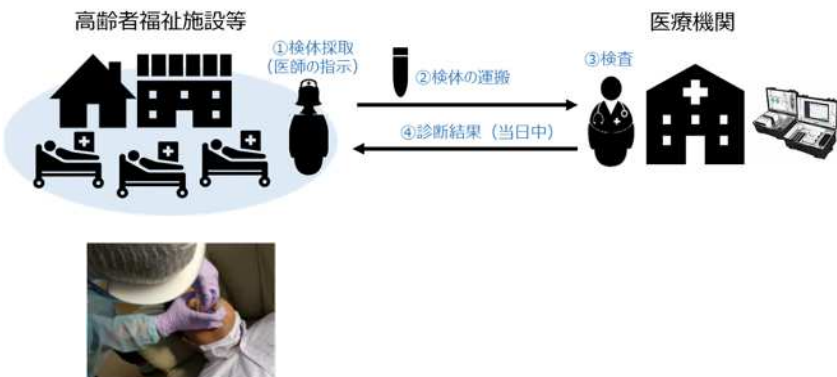 高齢者福祉施設等
医療機関
①検体採取
(医師の指示)
②検体の運搬
③検査
④診断結果（当日中）